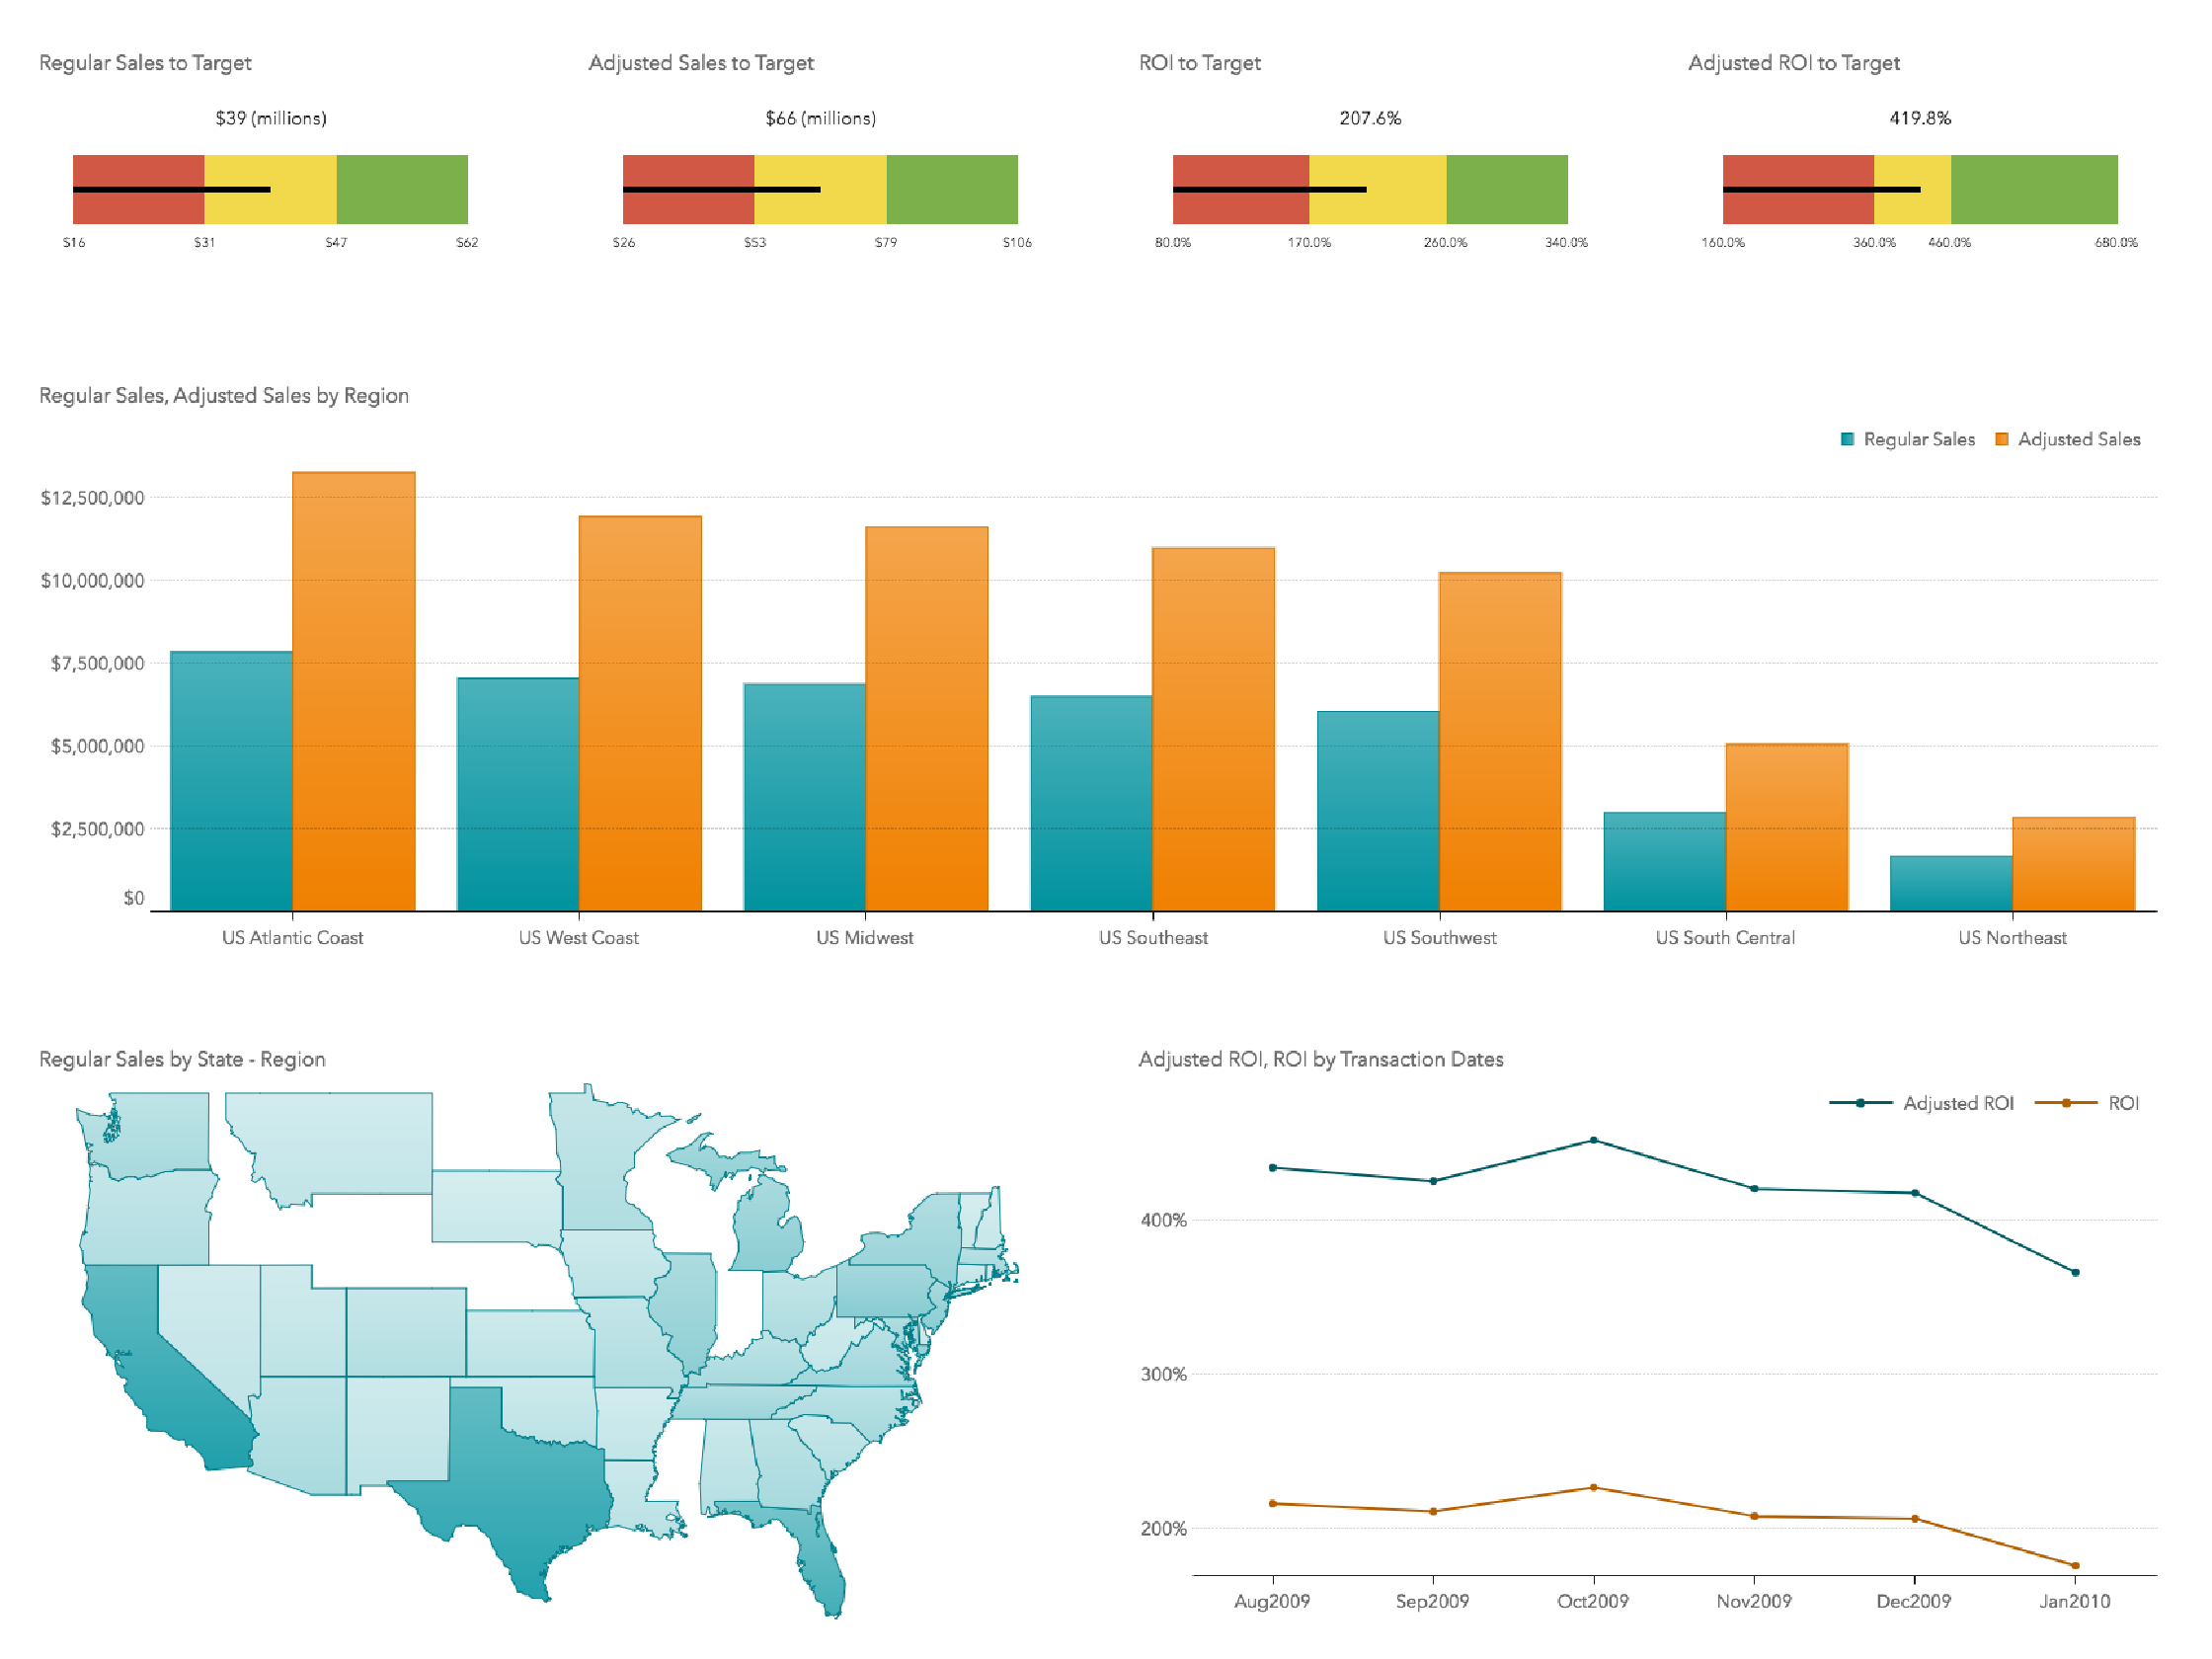 Regular Sales to Target
Adjusted Sales to Target
ROI to Target
Adjusted ROI to Target
$39 (millions)
$66 (millions)
207.6%
419.8%
$16 $31 $47 $62
$26 $53 $79 $106
80.0% 170.0% 260.0% 340.0%
160.0% 360.0% 460.0% 680.0%
Regular Sales, Adjusted Sales by Region
Regular Sales Adjusted Sales
$12,500,000
$10,000,000
$7,500,000
$5,000,000
$2,500,000
$0
US Atlantic Coast US West Coast US Midwest US Southeast US Southwest US South Central US Northeast
Regular Sales by State - Region
Adjusted ROI, ROI by Transaction Dates
Adjusted ROI ROI
400%
300%
200%
Aug2009 Sep2009 Oct2009 Nov2009 Dec2009 Jan2010